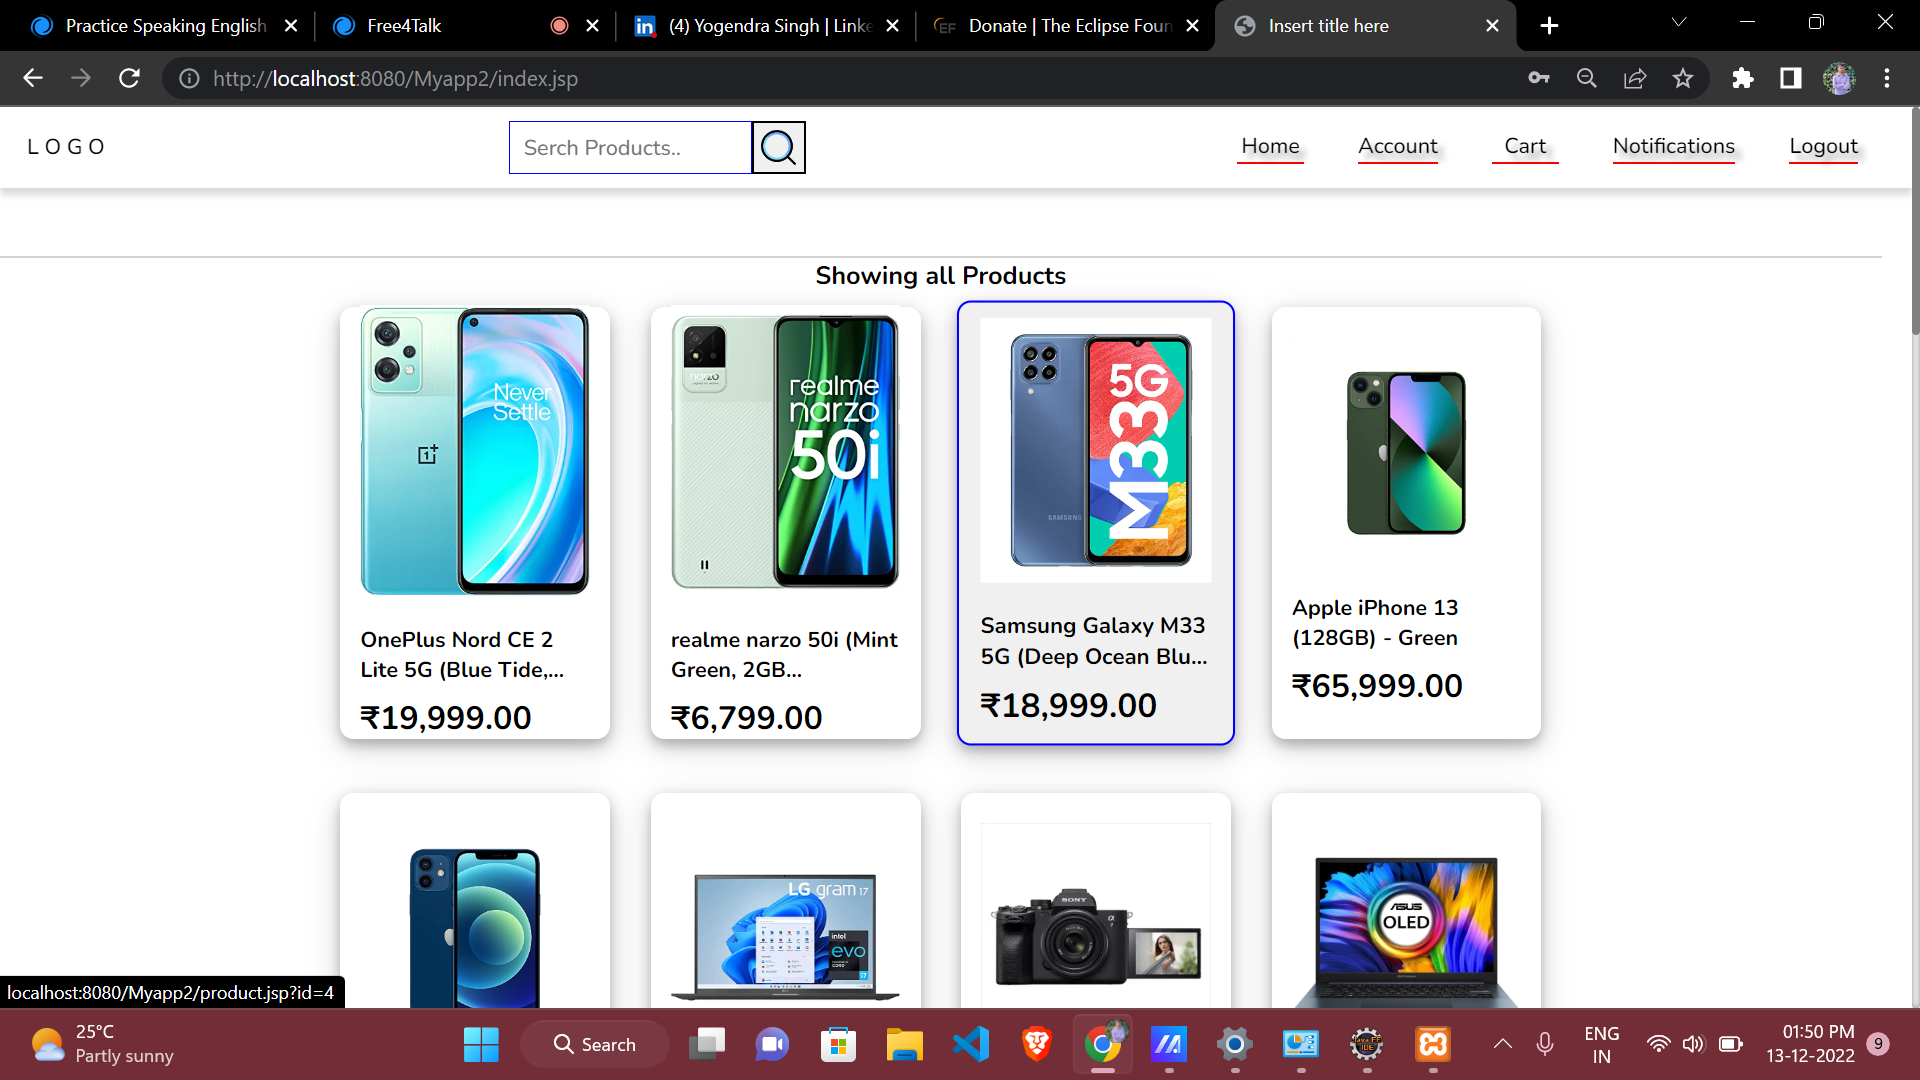 Practice Speaking English
Free4Talk
(4) Yogendra Singh | Linke
Donate | The Eclipse Foun
Insert title here
http://localhost:8080/Myapp2/index.jsp
LOGO
Serch Products..
Home
Account
Cart
Notifications
Logout
Showing all Products
Never
Settle
realme
narzo
50i
5G
M33
SAMSUNG
OnePlus Nord CE 2
Lite 5G (Blue Tide,...
₹19,999.00
realme narzo 50i (Mint
Green, 2GB...
₹6,799.00
Samsung Galaxy M33
5G (Deep Ocean Blu...
₹18,999.00
Apple iPhone 13
(128GB) - Green
₹65,999.00
LG gram 17
intel
evo
17
SONY
ASUS
OLED
localhost:8080/Myapp2/product.jsp?id=4
25°C
Partly sunny
Search
ENG
IN
01:50 PM
13-12-2022
9